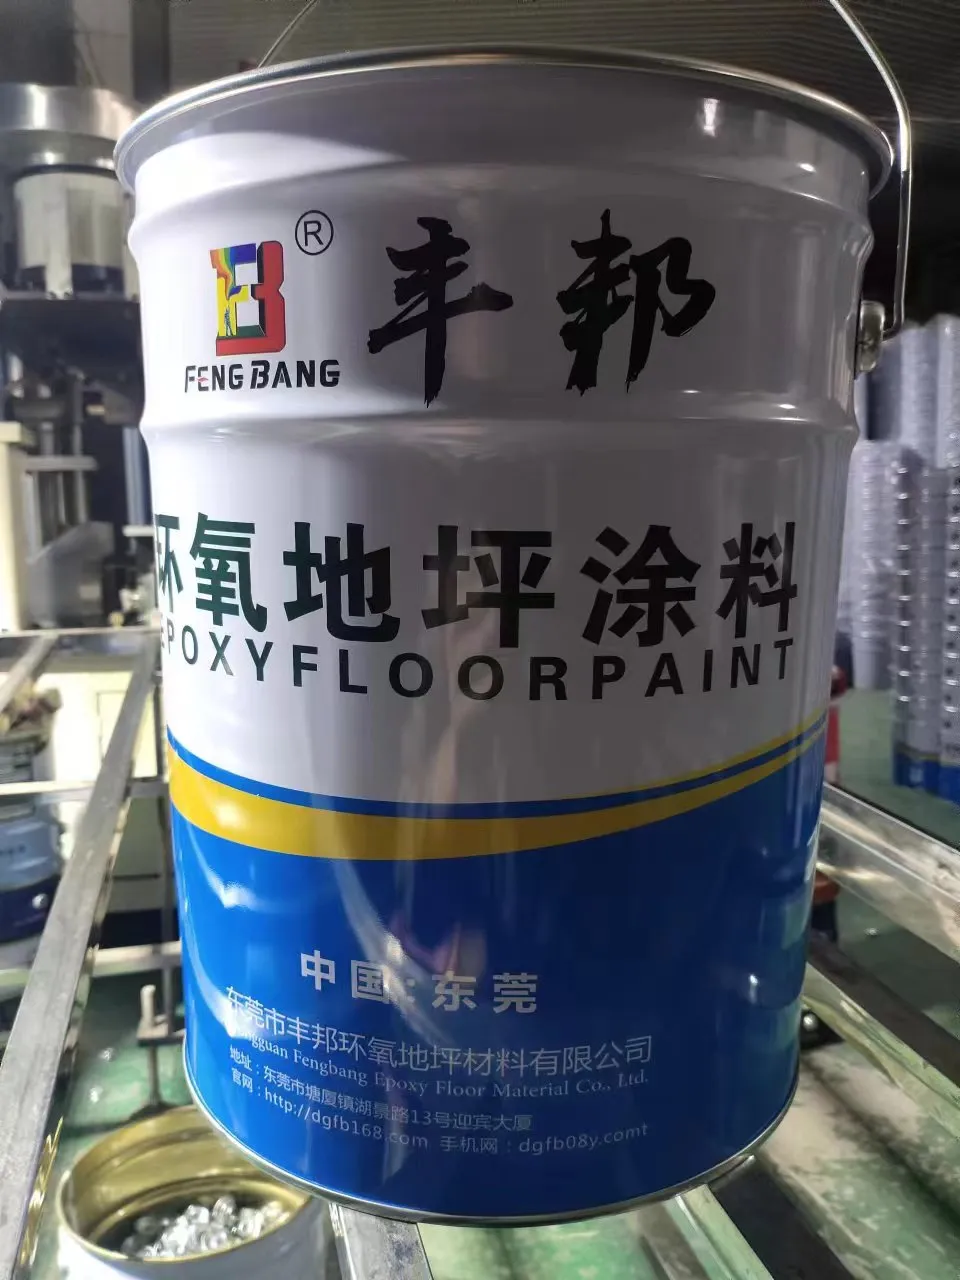 ®
丰邦
FENG BANG
环氧地坪涂料
EPOXYFLOORPAINT
中国:东莞
东莞市丰邦环氧地坪材料有限公司
Dongguan Fengbang Epoxy Floor Material Co., Ltd.
地址:东莞市塘厦镇湖景路13号迎宾大厦
官网:http://dgfb168.com 手机网:dgfb08y.comt